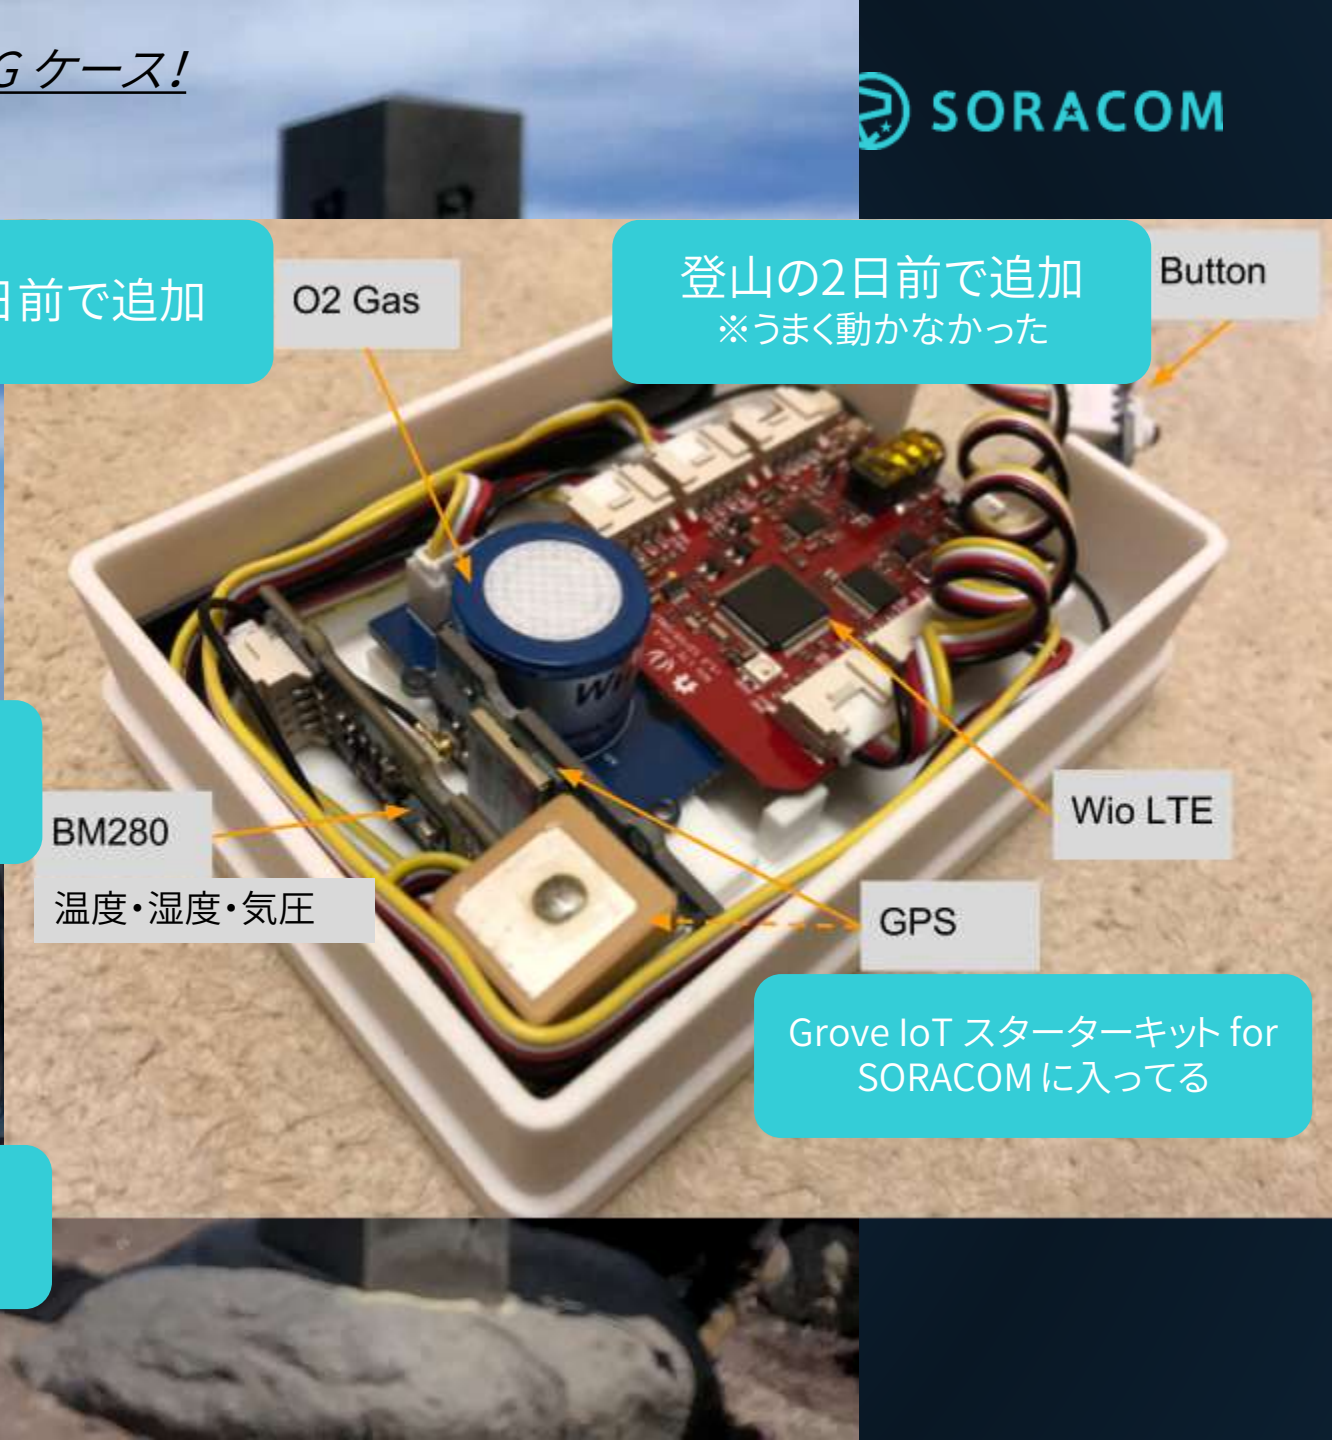 G ケース!
SORACOM
日前で追加
O2 Gas
登山の2日前で追加
※うまく動かなかった
Button
BM280
温度・湿度・気圧
Wio LTE
GPS
Grove IoT スターターキット for
SORACOM に入ってる